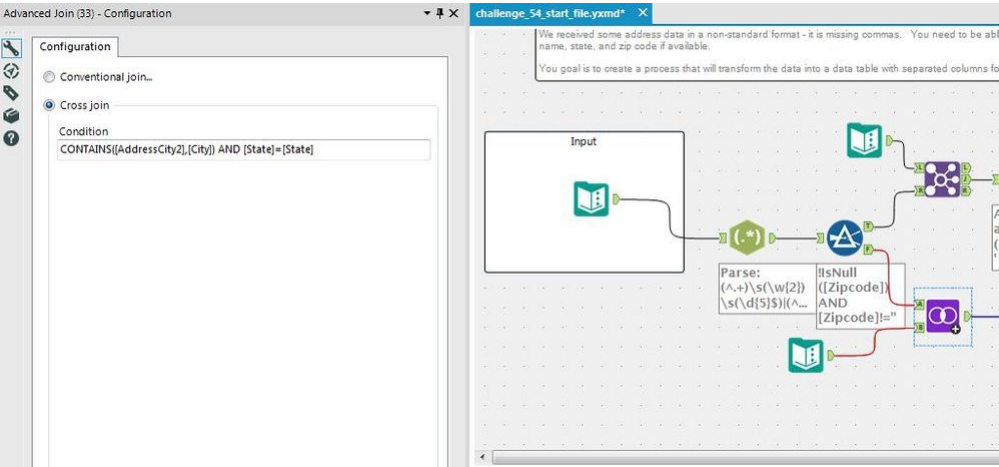 Advanced Join (33) - Configuration
Configuration
Conventional join...
Cross join
Condition
CONTAINS([AddressCity2],[City]) AND [State]=[State]
challenge_54_start_file.yxmd*
We received some address data in a non-standard format - it is missing commas. You need to be abl
name, state, and zip code if available.
You goal is to create a process that will transform the data into a data table with separated columns fo
Input
Parse:
(^.+)\s(\w{2})
\s(\d{5}$)|(^...
!IsNull
([Zipcode])
AND
[Zipcode]!="
L
R
L
J
R
T
F
A
B
A
a
(
'